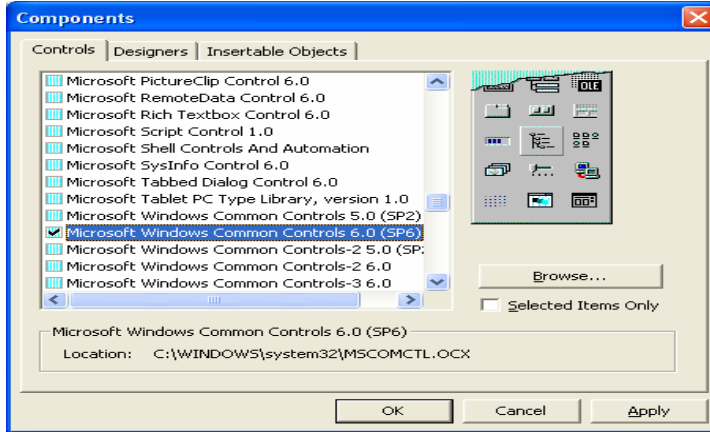 Components
Controls Designers Insertable Objects
Microsoft PictureClip Control 6.0
Microsoft RemoteData Control 6.0
Microsoft Rich Textbox Control 6.0
Microsoft Script Control 1.0
Microsoft Shell Controls And Automation
Microsoft SysInfo Control 6.0
Microsoft Tabbed Dialog Control 6.0
Microsoft Tablet PC Type Library, version 1.0
Microsoft Windows Common Controls 5.0 (SP2)
Microsoft Windows Common Controls 6.0 (SP6)
Microsoft Windows Common Controls-2 5.0 (SP
Microsoft Windows Common Controls-2 6.0
Microsoft Windows Common Controls-3 6.0
OLE
Browse...
Selected Items Only
Microsoft Windows Common Controls 6.0 (SP6)
Location: C:\WINDOWS\system32\MSCOMCTL.OCX
OK Cancel Apply